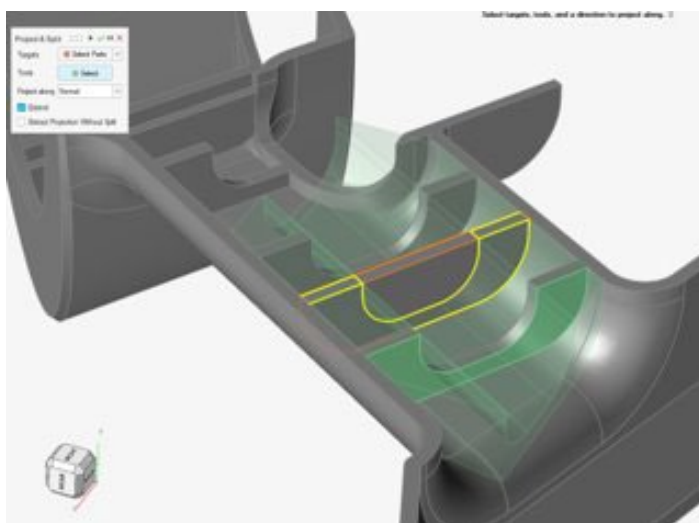 Select targets, tools, and a direction to project along.
Project & Split
Targets Select Parts
Tools Select
Project along Normal
Extend
Extract Projection Without Split